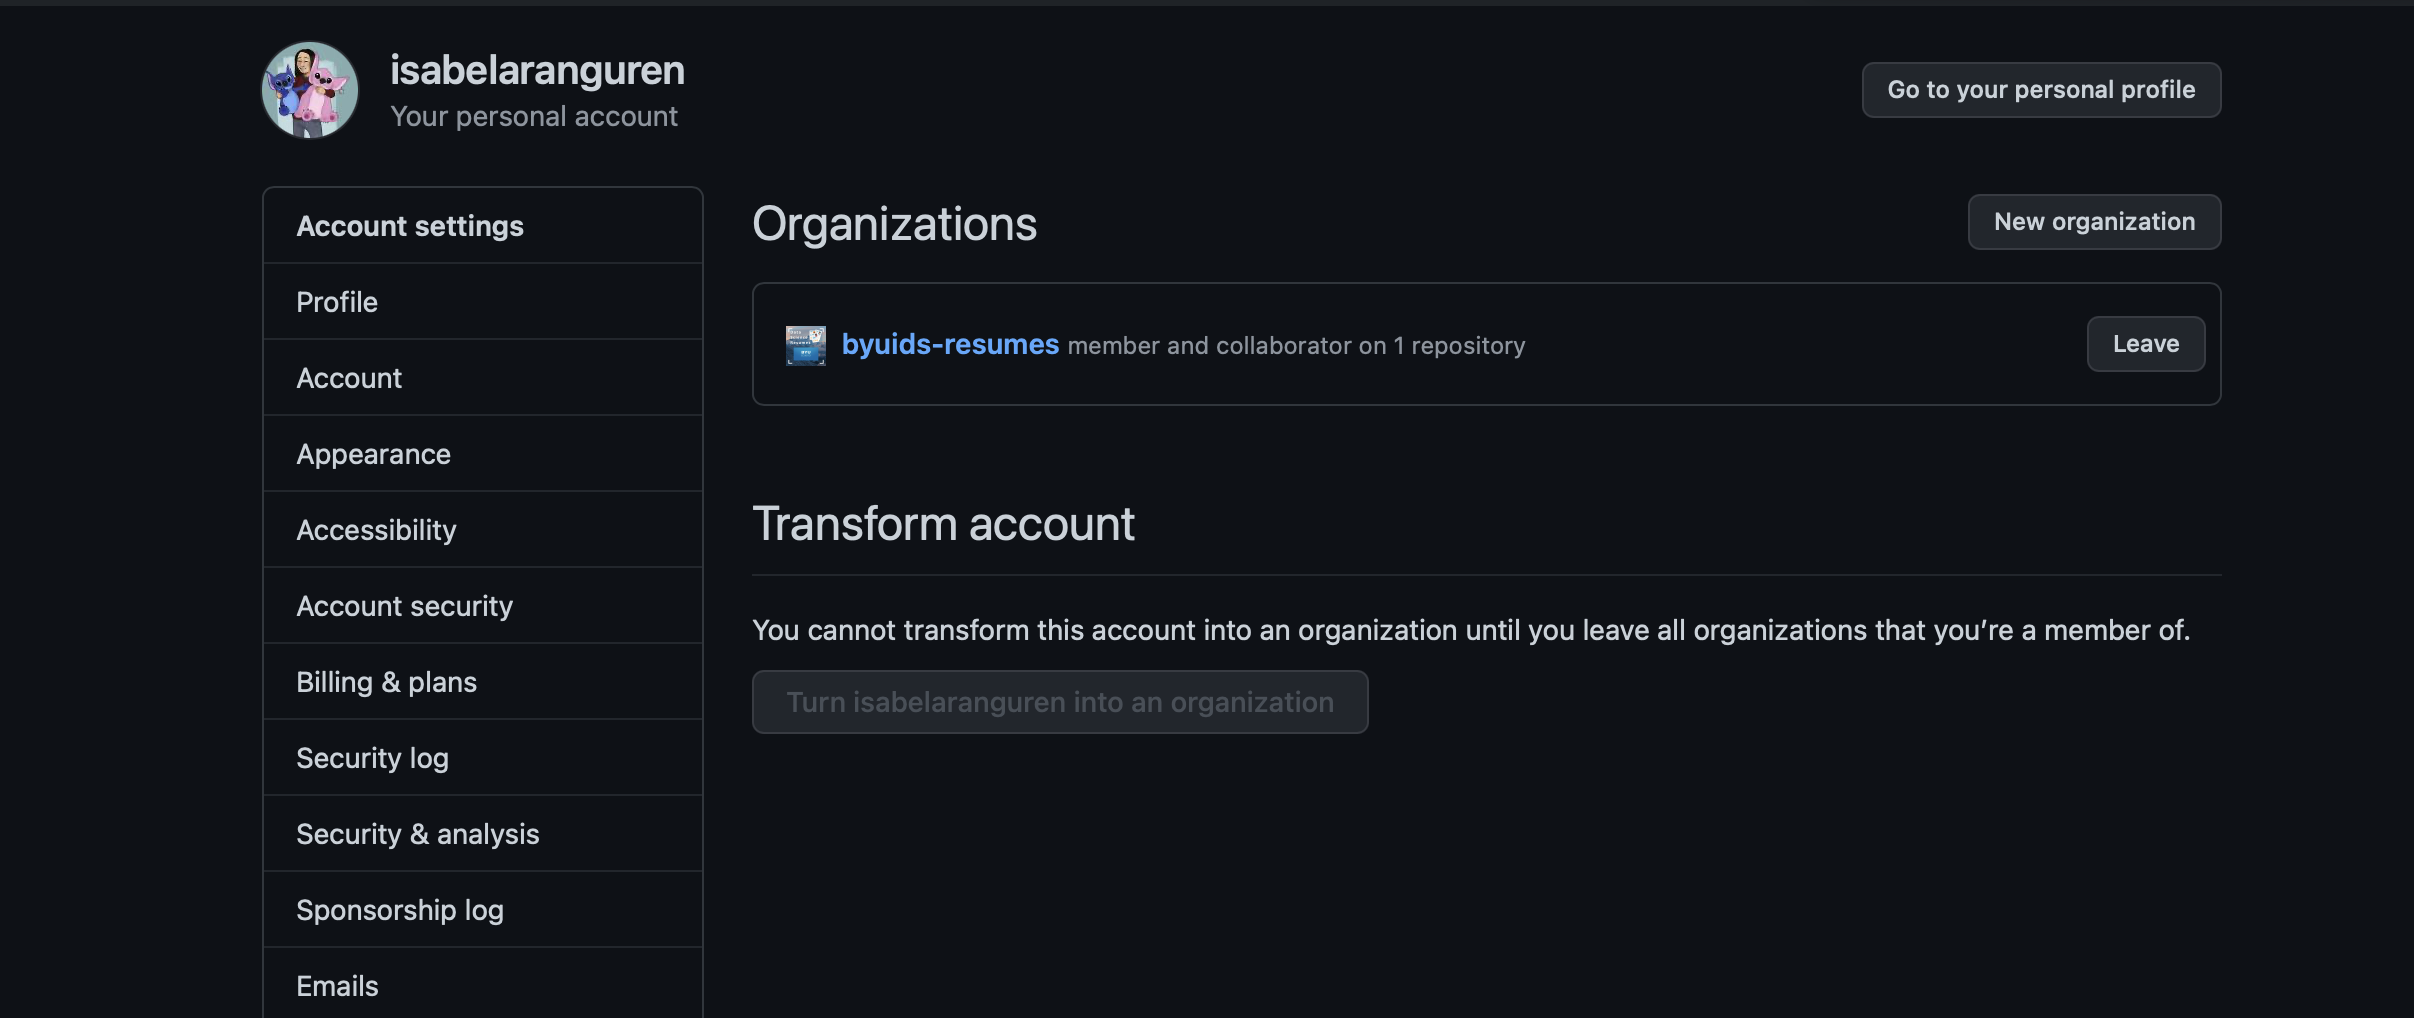 isabelaranguren
Your personal account
Go to your personal profile
Account settings
Profile
Account
Appearance
Accessibility
Account security
Billing & plans
Security log
Security & analysis
Sponsorship log
Emails
Organizations
New organization
byuids-resumes member and collaborator on 1 repository
Leave
Transform account
You cannot transform this account into an organization until you leave all organizations that you’re a member of.
Turn isabelaranguren into an organization